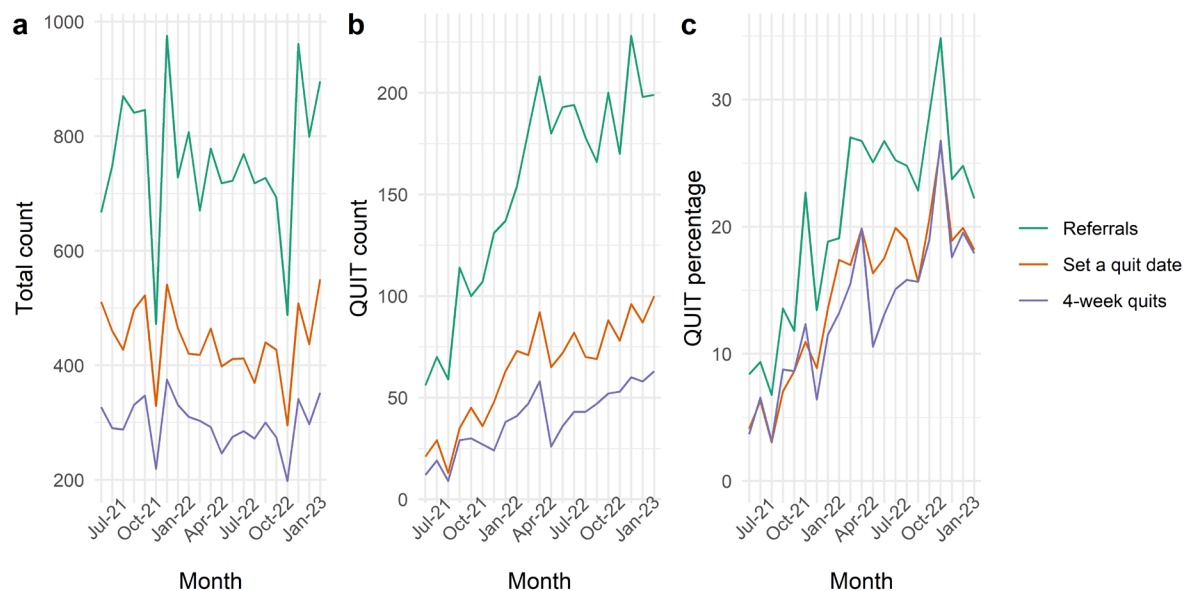 a
Total count
1000
800
600
400
200
Jul-21
Oct-21
Jan-22
Apr-22
Jul-22
Oct-22
Jan-23
Month
b
QUIT count
200
150
100
50
0
Jul-21
Oct-21
Jan-22
Apr-22
Jul-22
Oct-22
Jan-23
Month
c
QUIT percentage
30
20
10
0
Jul-21
Oct-21
Jan-22
Apr-22
Jul-22
Oct-22
Jan-23
Month
Referrals
Set a quit date
4-week quits